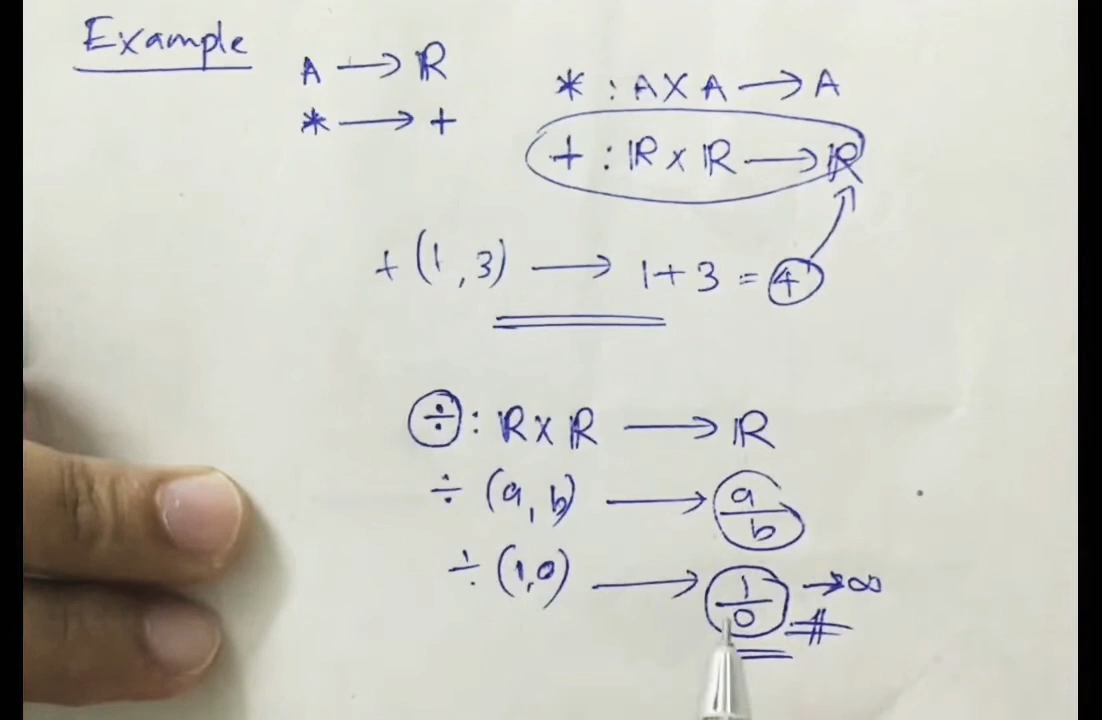 Example
A → ℝ
* → +
* : A × A → A
+ : ℝ × ℝ → ℝ
+ (1, 3) → 1 + 3 = 4
÷ : ℝ × ℝ → ℝ
÷ (a, b) → a/b
÷ (1, 0) → 1/0 → ∞